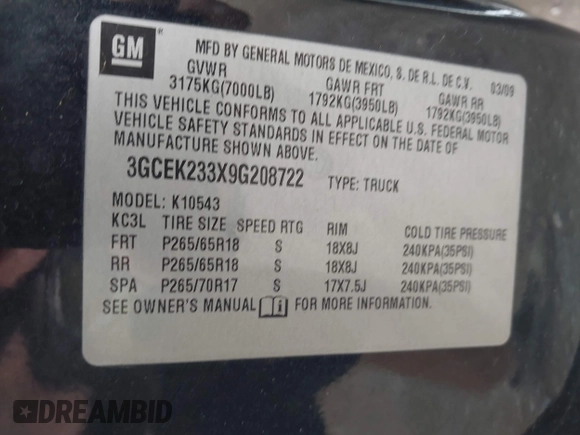 GM
MFD BY GENERAL MOTORS DE MEXICO, S. DE R.L. DE C.V. 03/09
GVWR GAWR FRT GAWR RR
3175KG(7000LB) 1792KG(3950LB) 1792KG(3950LB)
THIS VEHICLE CONFORMS TO ALL APPLICABLE U.S. FEDERAL MOTOR
VEHICLE SAFETY STANDARDS IN EFFECT ON THE DATE OF
MANUFACTURE SHOWN ABOVE.
3GCEK233X9G208722 TYPE: TRUCK
MODEL: K10543
KC3L TIRE SIZE SPEED RTG RIM COLD TIRE PRESSURE
FRT P265/65R18 S 18X8J 240KPA(35PSI)
RR P265/65R18 S 18X8J 240KPA(35PSI)
SPA P265/70R17 S 17X7.5J 240KPA(35PSI)
SEE OWNER'S MANUAL FOR MORE INFORMATION.
DREAMBID